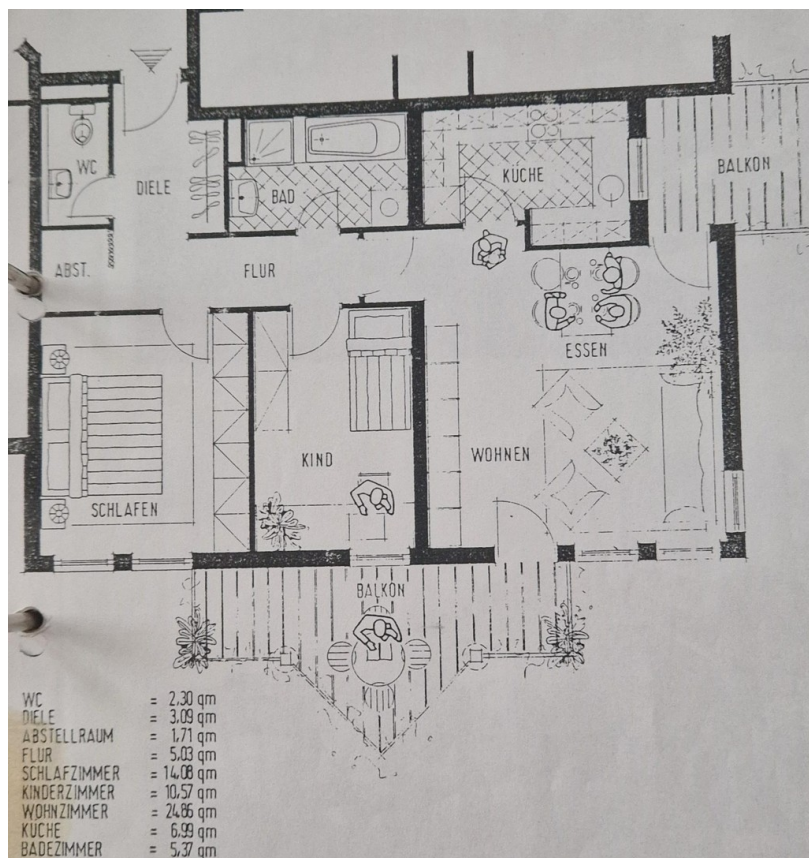 WC
DIELE
BAD
KÜCHE
BALKON
ABST.
FLUR
ESSEN
KIND
WOHNEN
SCHLAFEN
BALKON
WC = 2,30 qm
DIELE = 3,09 qm
ABSTELLRAUM = 1,71 qm
FLUR = 5,03 qm
SCHLAFZIMMER = 14,08 qm
KINDERZIMMER = 10,57 qm
WOHNZIMMER = 24,86 qm
KÜCHE = 6,99 qm
BADEZIMMER = 5,37 qm